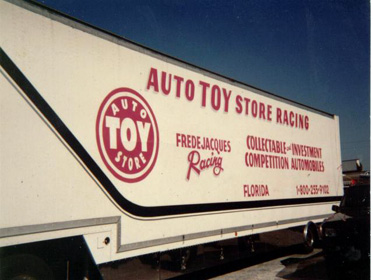 AUTO TOY STORE RACING
AUTO
TOY
STORE
FREDEJACQUES
Racing
COLLECTABLE and INVESTMENT
COMPETITION AUTOMOBILES
FLORIDA 1-800-255-9102